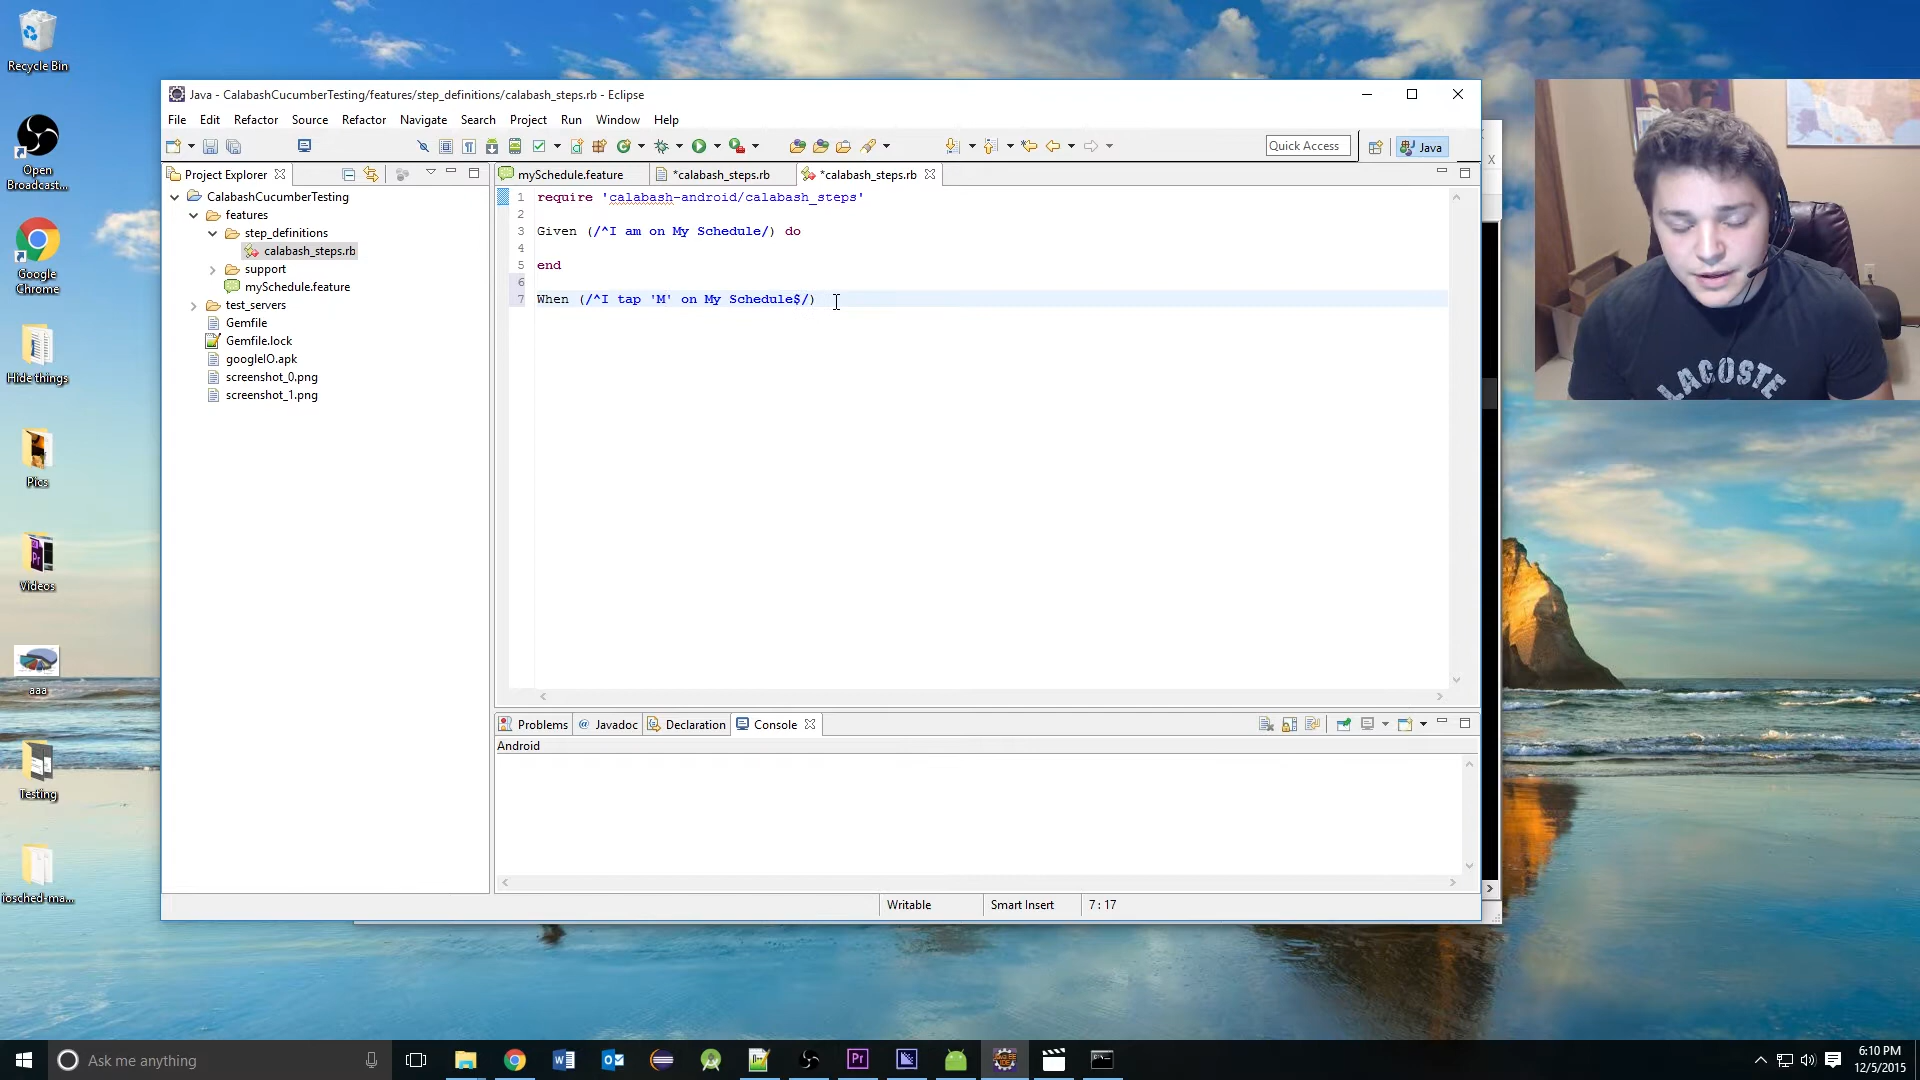 Recycle Bin
Open
Broadcast...
Google
Chrome
Hide things
Pics
Videos
aaa
Testing
iosched-ma...
Java - CalabashCucumberTesting/features/step_definitions/calabash_steps.rb - Eclipse
File Edit Refactor Source Refactor Navigate Search Project Run Window Help
Quick Access
Java
Project Explorer
CalabashCucumberTesting
features
step_definitions
calabash_steps.rb
support
mySchedule.feature
test_servers
Gemfile
Gemfile.lock
googleIO.apk
screenshot_0.png
screenshot_1.png
mySchedule.feature
*calabash_steps.rb
*calabash_steps.rb
1 require 'calabash-android/calabash_steps'
2
3 Given (/^I am on My Schedule/) do
4
5 end
6
7 When (/^I tap 'M' on My Schedule$/)
Problems
@ Javadoc
Declaration
Console
Android
Writable
Smart Insert
7 : 17
LACOSTE
Ask me anything
6:10 PM
12/5/2015